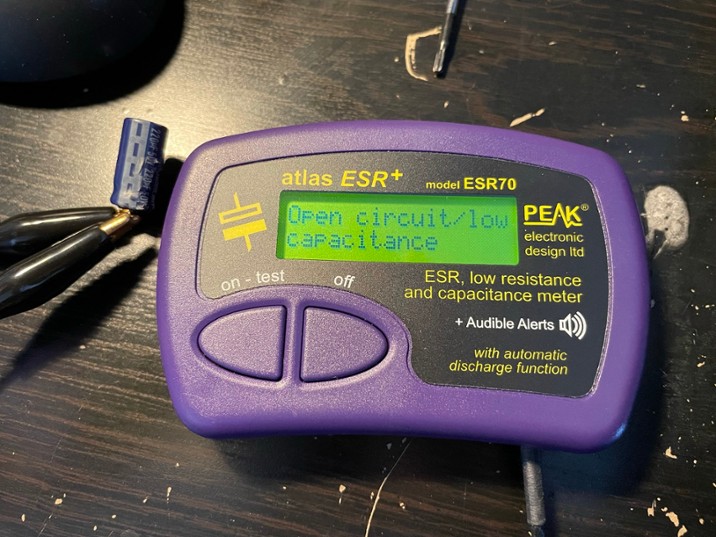 atlas ESR+
model ESR70
Open circuit/low
capacitance
PEAK®
electronic
design ltd
on - test
off
ESR, low resistance
and capacitance meter
+ Audible Alerts
with automatic
discharge function